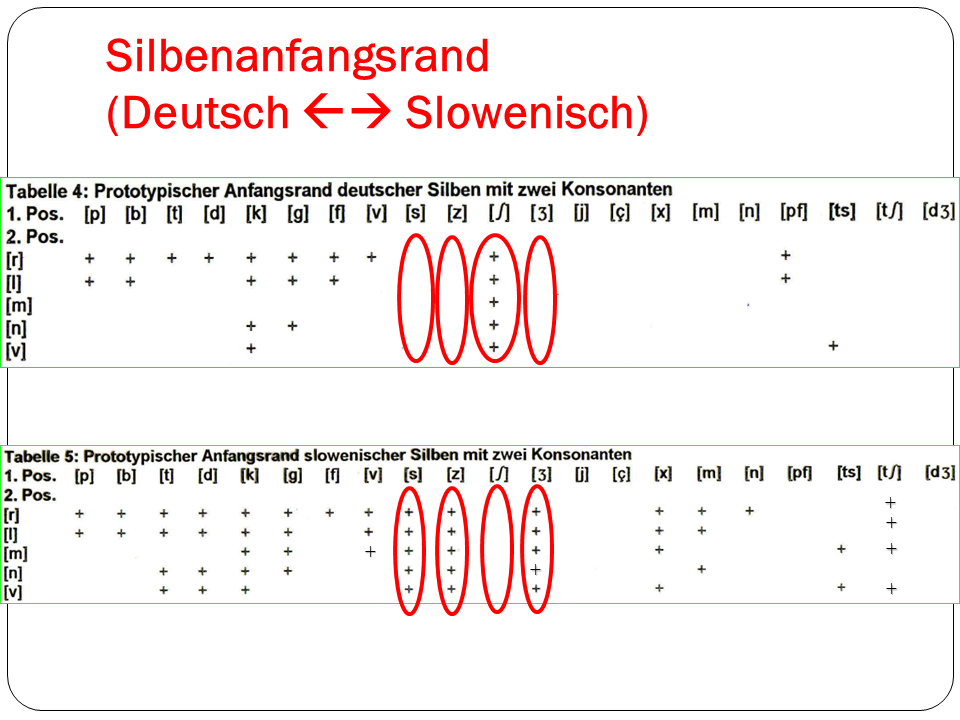 Silbenanfangsrand
(Deutsch ←→ Slowenisch)
Tabelle 4: Prototypischer Anfangsrand deutscher Silben mit zwei Konsonanten
1. Pos. [p] [b] [t] [d] [k] [g] [f] [v] [s] [z] [ʃ] [ʒ] [j] [ç] [x] [m] [n] [pf] [ts] [tʃ] [dʒ]
2. Pos.
[r] + + + + + + + + + +
[l] + + + + + + +
[m] +
[n] + + +
[v] + + +
Tabelle 5: Prototypischer Anfangsrand slowenischer Silben mit zwei Konsonanten
1. Pos. [p] [b] [t] [d] [k] [g] [f] [v] [s] [z] [ʃ] [ʒ] [j] [ç] [x] [m] [n] [pf] [ts] [tʃ] [dʒ]
2. Pos.
[r] + + + + + + + + + + + + + + +
[l] + + + + + + + + + + + + +
[m] + + + + + + + + +
[n] + + + + + + + +
[v] + + + + + + + + +